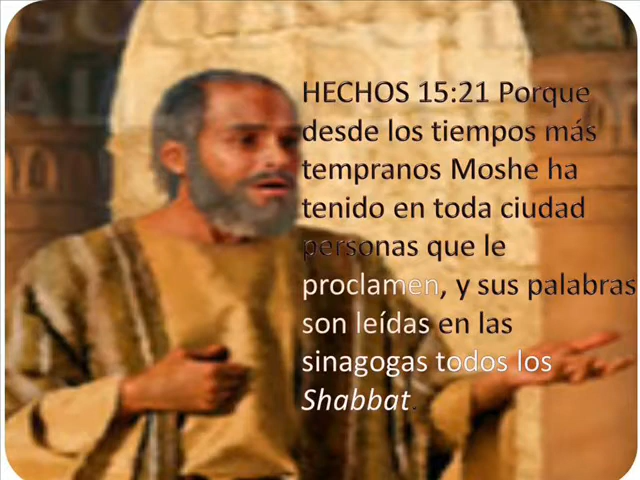 HECHOS 15:21 Porque
desde los tiempos más
tempranos Moshe ha
tenido en toda ciudad
personas que le
proclamen, y sus palabras
son leídas en las
sinagogas todos los
Shabbat.